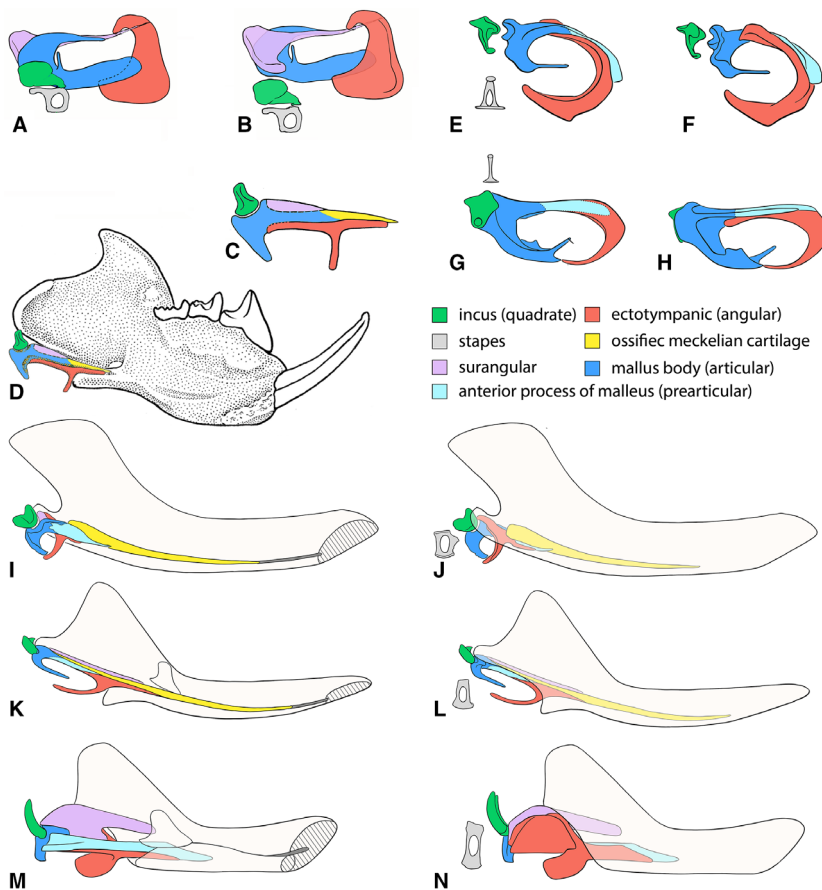 A
B
E
F
C
G
H
D
incus (quadrate)
stapes
surangular
anterior process of malleus (prearticular)
ectotympanic (angular)
ossifiec meckelian cartilage
mallus body (articular)
I
J
K
L
M
N